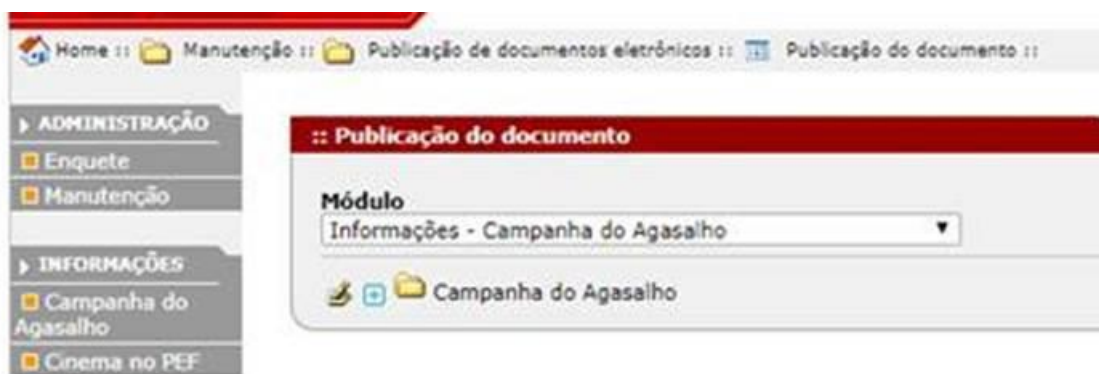 Home :: Manutenção :: Publicação de documentos eletrônicos :: Publicação do documento ::
ADMINISTRAÇÃO
Enquete
Manutenção
INFORMAÇÕES
Campanha do
Agasalho
Cinema no PEF
:: Publicação do documento
Módulo
Informações - Campanha do Agasalho
Campanha do Agasalho